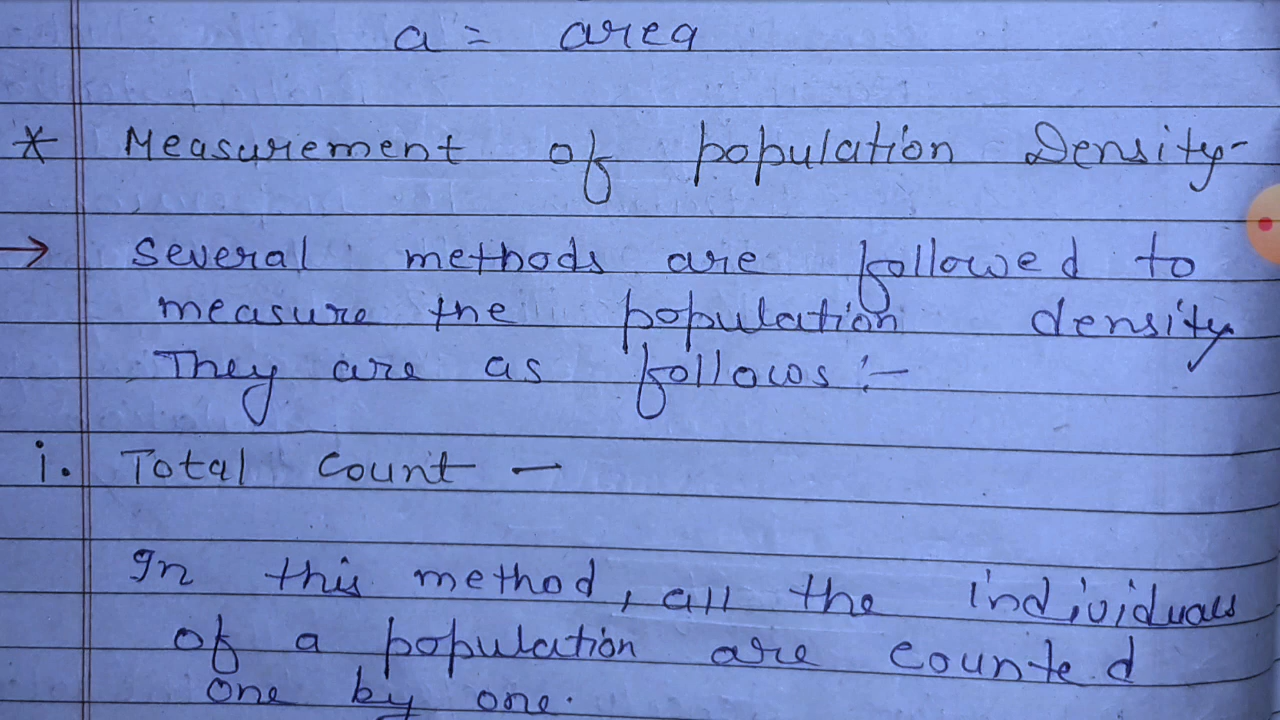 a = area
* Measurement of population Density-
→ Several methods are followed to
measure the population density.
They are as follows :-
i. Total count -
In this method, all the individuals
of a population are counted
one by one.